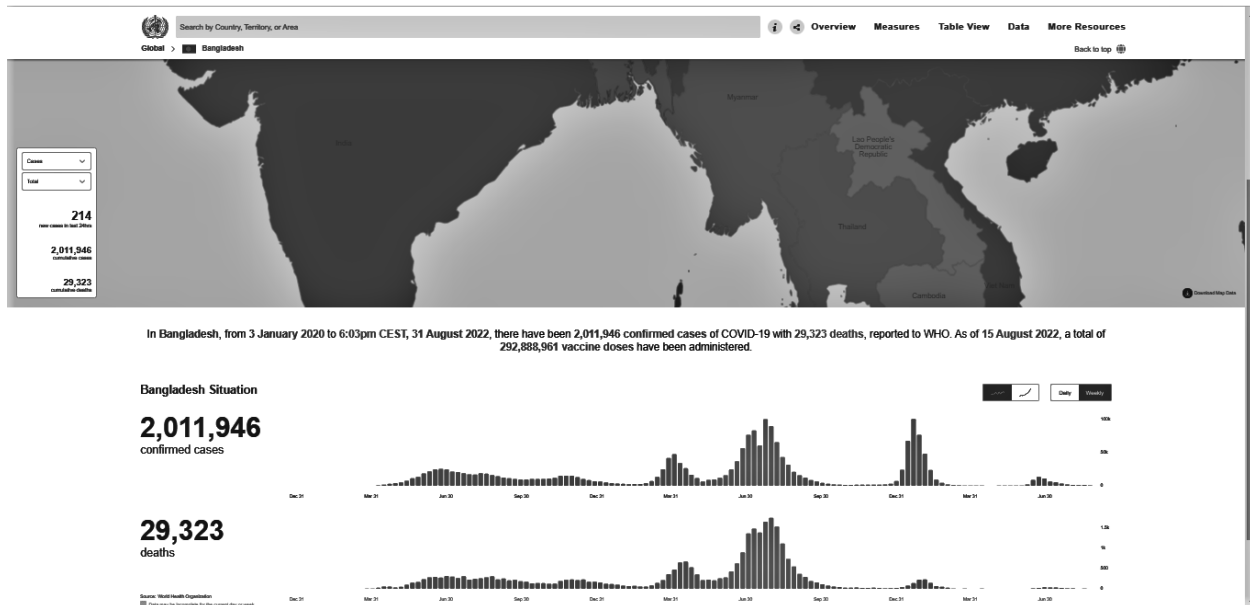 Search by Country, Territory, or Area
i
Overview Measures Table View Data More Resources
Global > Bangladesh
Back to top
India
Myanmar
Lao People's
Democratic
Republic
Thailand
Cambodia
Cases
Total
214
new cases in last 24hrs
2,011,946
cumulative cases
29,323
cumulative deaths
Download Map Data
In Bangladesh, from 3 January 2020 to 6:03pm CEST, 31 August 2022, there have been 2,011,946 confirmed cases of COVID-19 with 29,323 deaths, reported to WHO. As of 15 August 2022, a total of
292,888,961 vaccine doses have been administered.
Bangladesh Situation
Daily Weekly
2,011,946
confirmed cases
100k
50k
0
Dec 31 Mar 31 Jun 30 Sep 30 Dec 31 Mar 31 Jun 30 Sep 30 Dec 31 Mar 31 Jun 30
29,323
deaths
1.5k
1k
500
0
Source: World Health Organization
Dec 31 Mar 31 Jun 30 Sep 30 Dec 31 Mar 31 Jun 30 Sep 30 Dec 31 Mar 31 Jun 30